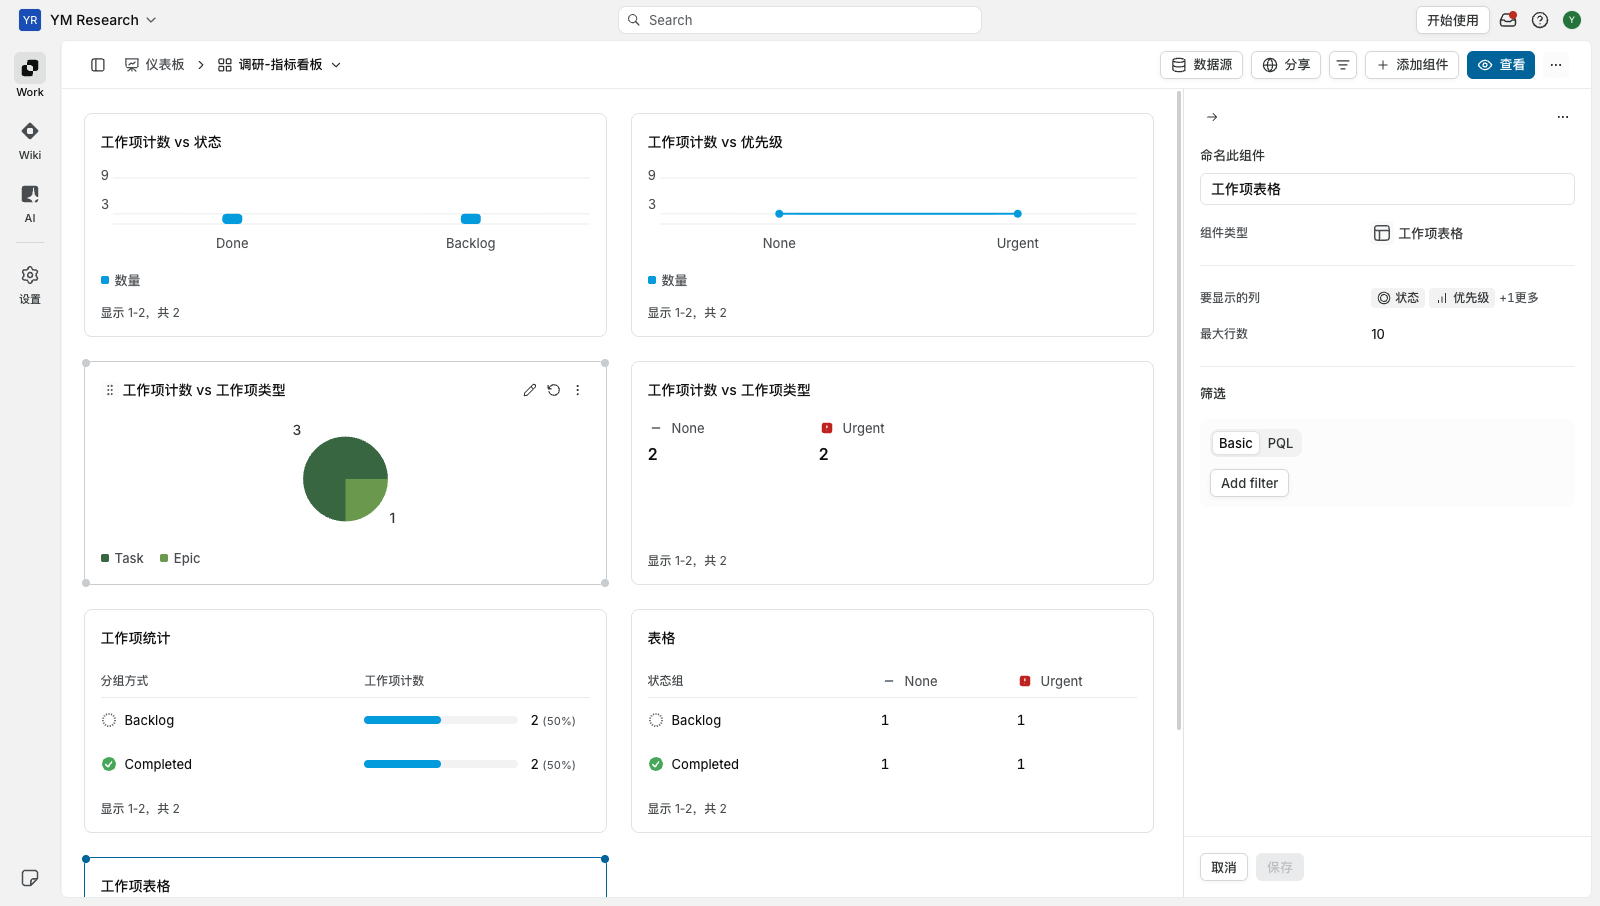 YR YM Research
Search
开始使用
Y
Work
Wiki
AI
设置
仪表板
调研-指标看板
数据源
分享
添加组件
查看
工作项计数 vs 状态
9
3
Done
Backlog
数量
显示 1-2，共 2
工作项计数 vs 优先级
9
3
None
Urgent
数量
显示 1-2，共 2
工作项计数 vs 工作项类型
3
1
Task
Epic
工作项计数 vs 工作项类型
None
Urgent
2
2
显示 1-2，共 2
工作项统计
分组方式
工作项计数
Backlog
2 (50%)
Completed
2 (50%)
显示 1-2，共 2
表格
状态组
None
Urgent
Backlog
1
1
Completed
1
1
显示 1-2，共 2
工作项表格
命名此组件
工作项表格
组件类型
工作项表格
要显示的列
状态
优先级
+1更多
最大行数
10
筛选
Basic
PQL
Add filter
取消
保存